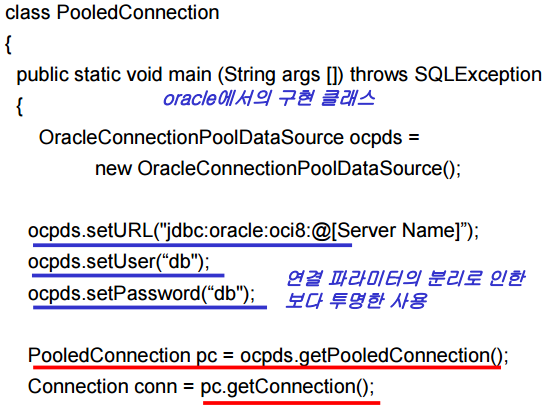 class PooledConnection
{
public static void main (String args []) throws SQLException
oracle에서의 구현 클래스
{
OracleConnectionPoolDataSource ocpds =
new OracleConnectionPoolDataSource();
ocpds.setURL("jdbc:oracle:oci8:@[Server Name]”);
ocpds.setUser(“db");
연결 파라미터의 분리로 인한
ocpds.setPassword(“db");
보다 투명한 사용
PooledConnection pc = ocpds.getPooledConnection();
Connection conn = pc.getConnection();